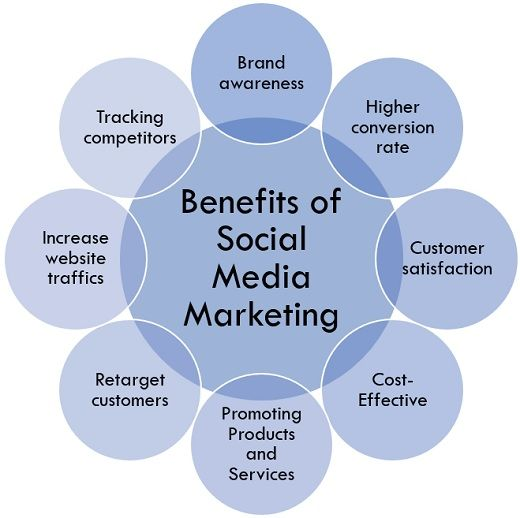 Brand
awareness
Higher
conversion
rate
Customer
satisfaction
Cost-
Effective
Promoting
Products
and
Services
Retarget
customers
Increase
website
traffics
Tracking
competitors
Benefits of
Social
Media
Marketing